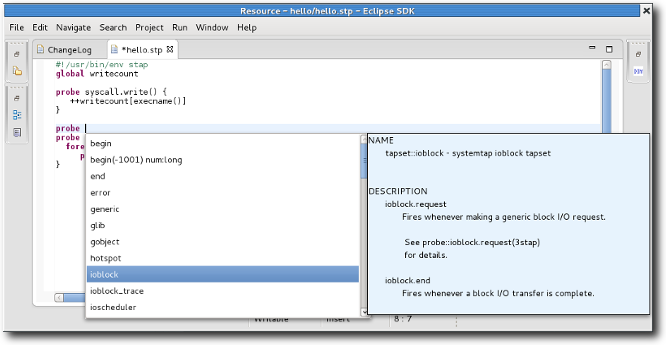 Resource - hello/hello.stp - Eclipse SDK
File Edit Navigate Search Project Run Window Help
ChangeLog *hello.stp
#!/usr/bin/env stap
global writecount
probe syscall.write() {
++writecount[execname()]
}
probe
probe
fore
p
}
begin
begin(-1001) num:long
end
error
generic
glib
gobject
hotspot
ioblock
ioblock_trace
ioscheduler
NAME
tapset::ioblock - systemtap ioblock tapset
DESCRIPTION
ioblock.request
Fires whenever making a generic block I/O request.
See probe::ioblock.request(3stap)
for details.
ioblock.end
Fires whenever a block I/O transfer is complete.
Writable Insert 8 : 7